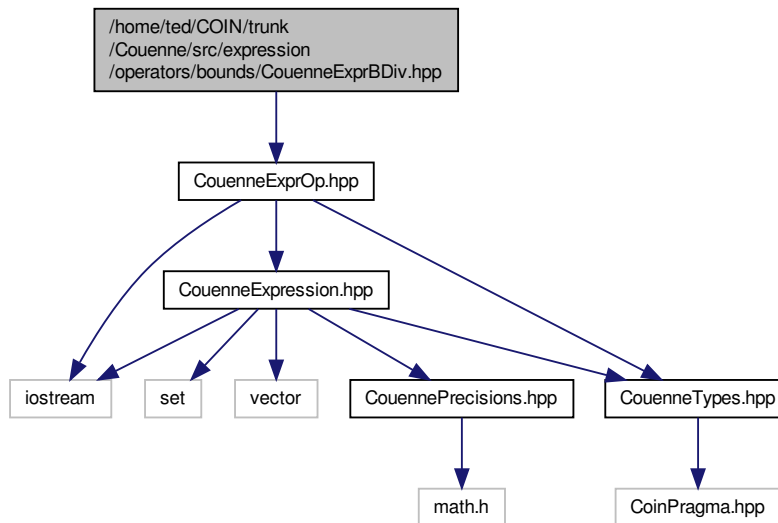 /home/ted/COIN/trunk
/Couenne/src/expression
/operators/bounds/CouenneExprBDiv.hpp
CouenneExprOp.hpp
CouenneExpression.hpp
iostream
set
vector
CouennePrecisions.hpp
CouenneTypes.hpp
math.h
CoinPragma.hpp